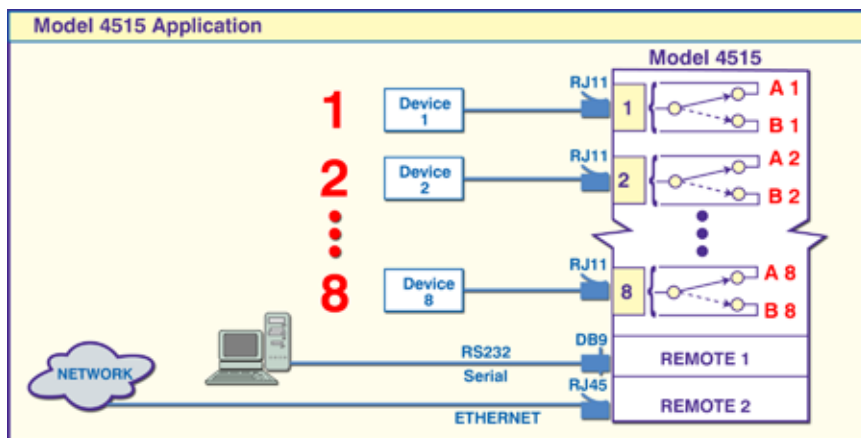 Model 4515 Application
Model 4515
1
Device
1
RJ11
1
A 1
B 1
2
Device
2
RJ11
2
A 2
B 2
8
Device
8
RJ11
8
A 8
B 8
RS232
Serial
DB9
REMOTE 1
NETWORK
ETHERNET
RJ45
REMOTE 2